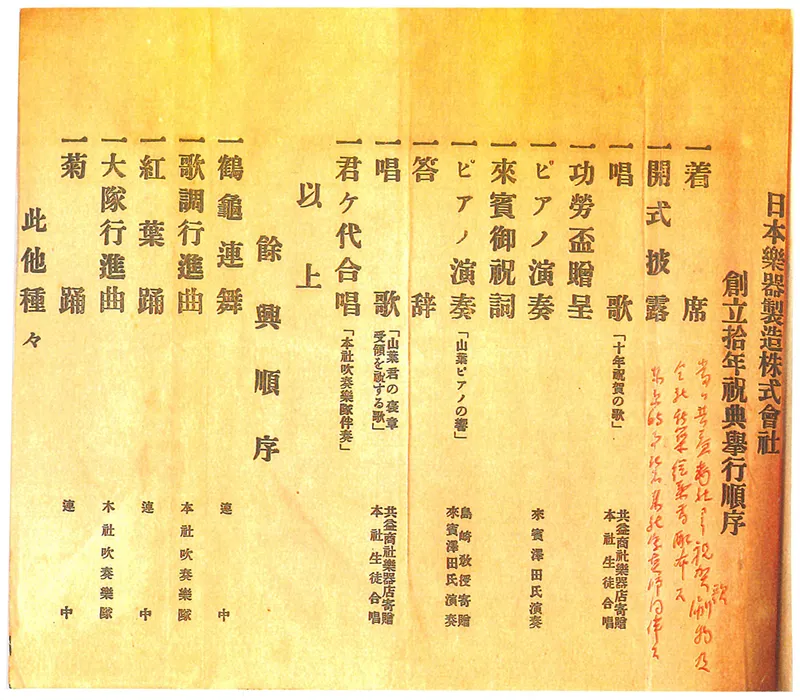 日本樂器製造株式會社
創立拾年祝典擧行順序
一着席
一開式披露
一唱歌「十年祝賀の歌」 共益商社樂器店寄贈 本社生徒合唱
一功勞盃贈呈
一ピアノ演奏 來賓澤田氏演奏
一來賓御祝詞
一ピアノ演奏「山葉ピアノの響」 島崎敎授寄贈 來賓澤田氏演奏
一答辞
一唱歌「山葉君の褒章受領を祝する歌」 共益商社樂器店寄贈 本社生徒合唱
一君ケ代合唱「本社吹奏樂隊伴奏」
以上
餘興順序
一鶴龜連舞 連中
一歌調行進曲 本社吹奏樂隊
一紅葉踊 連中
一大隊行進曲 本社吹奏樂隊
一菊踊 連中
此他種々